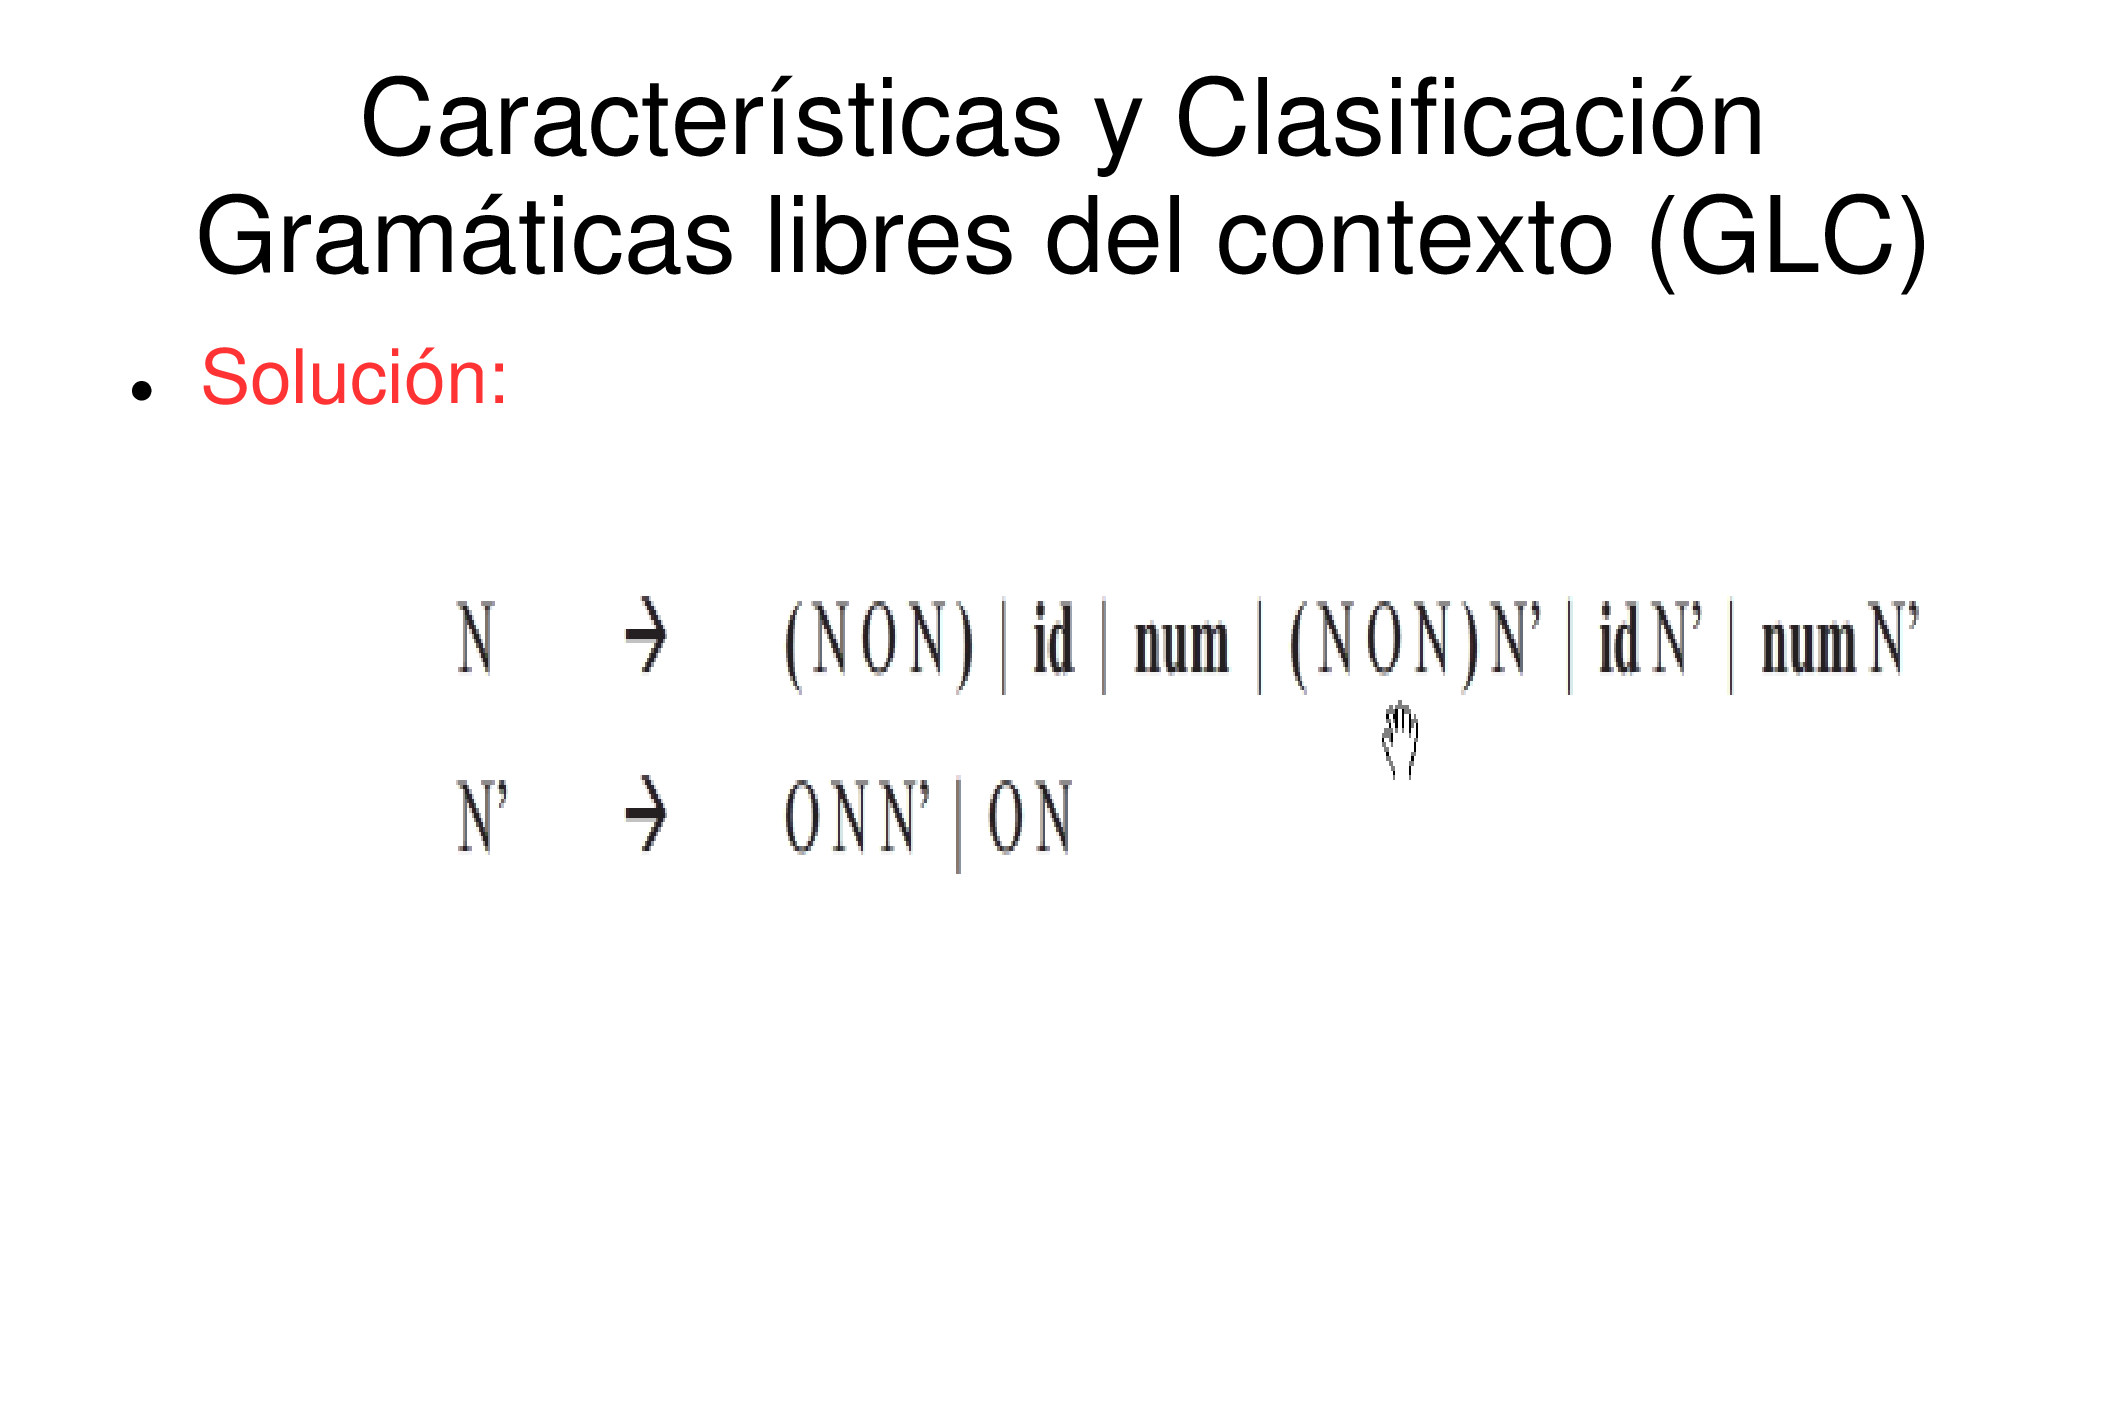 Características y Clasificación
Gramáticas libres del contexto (GLC)
• Solución:
N → ( N O N ) | id | num | ( N O N ) N’ | id N’ | num N’
N’ → O N N’ | O N